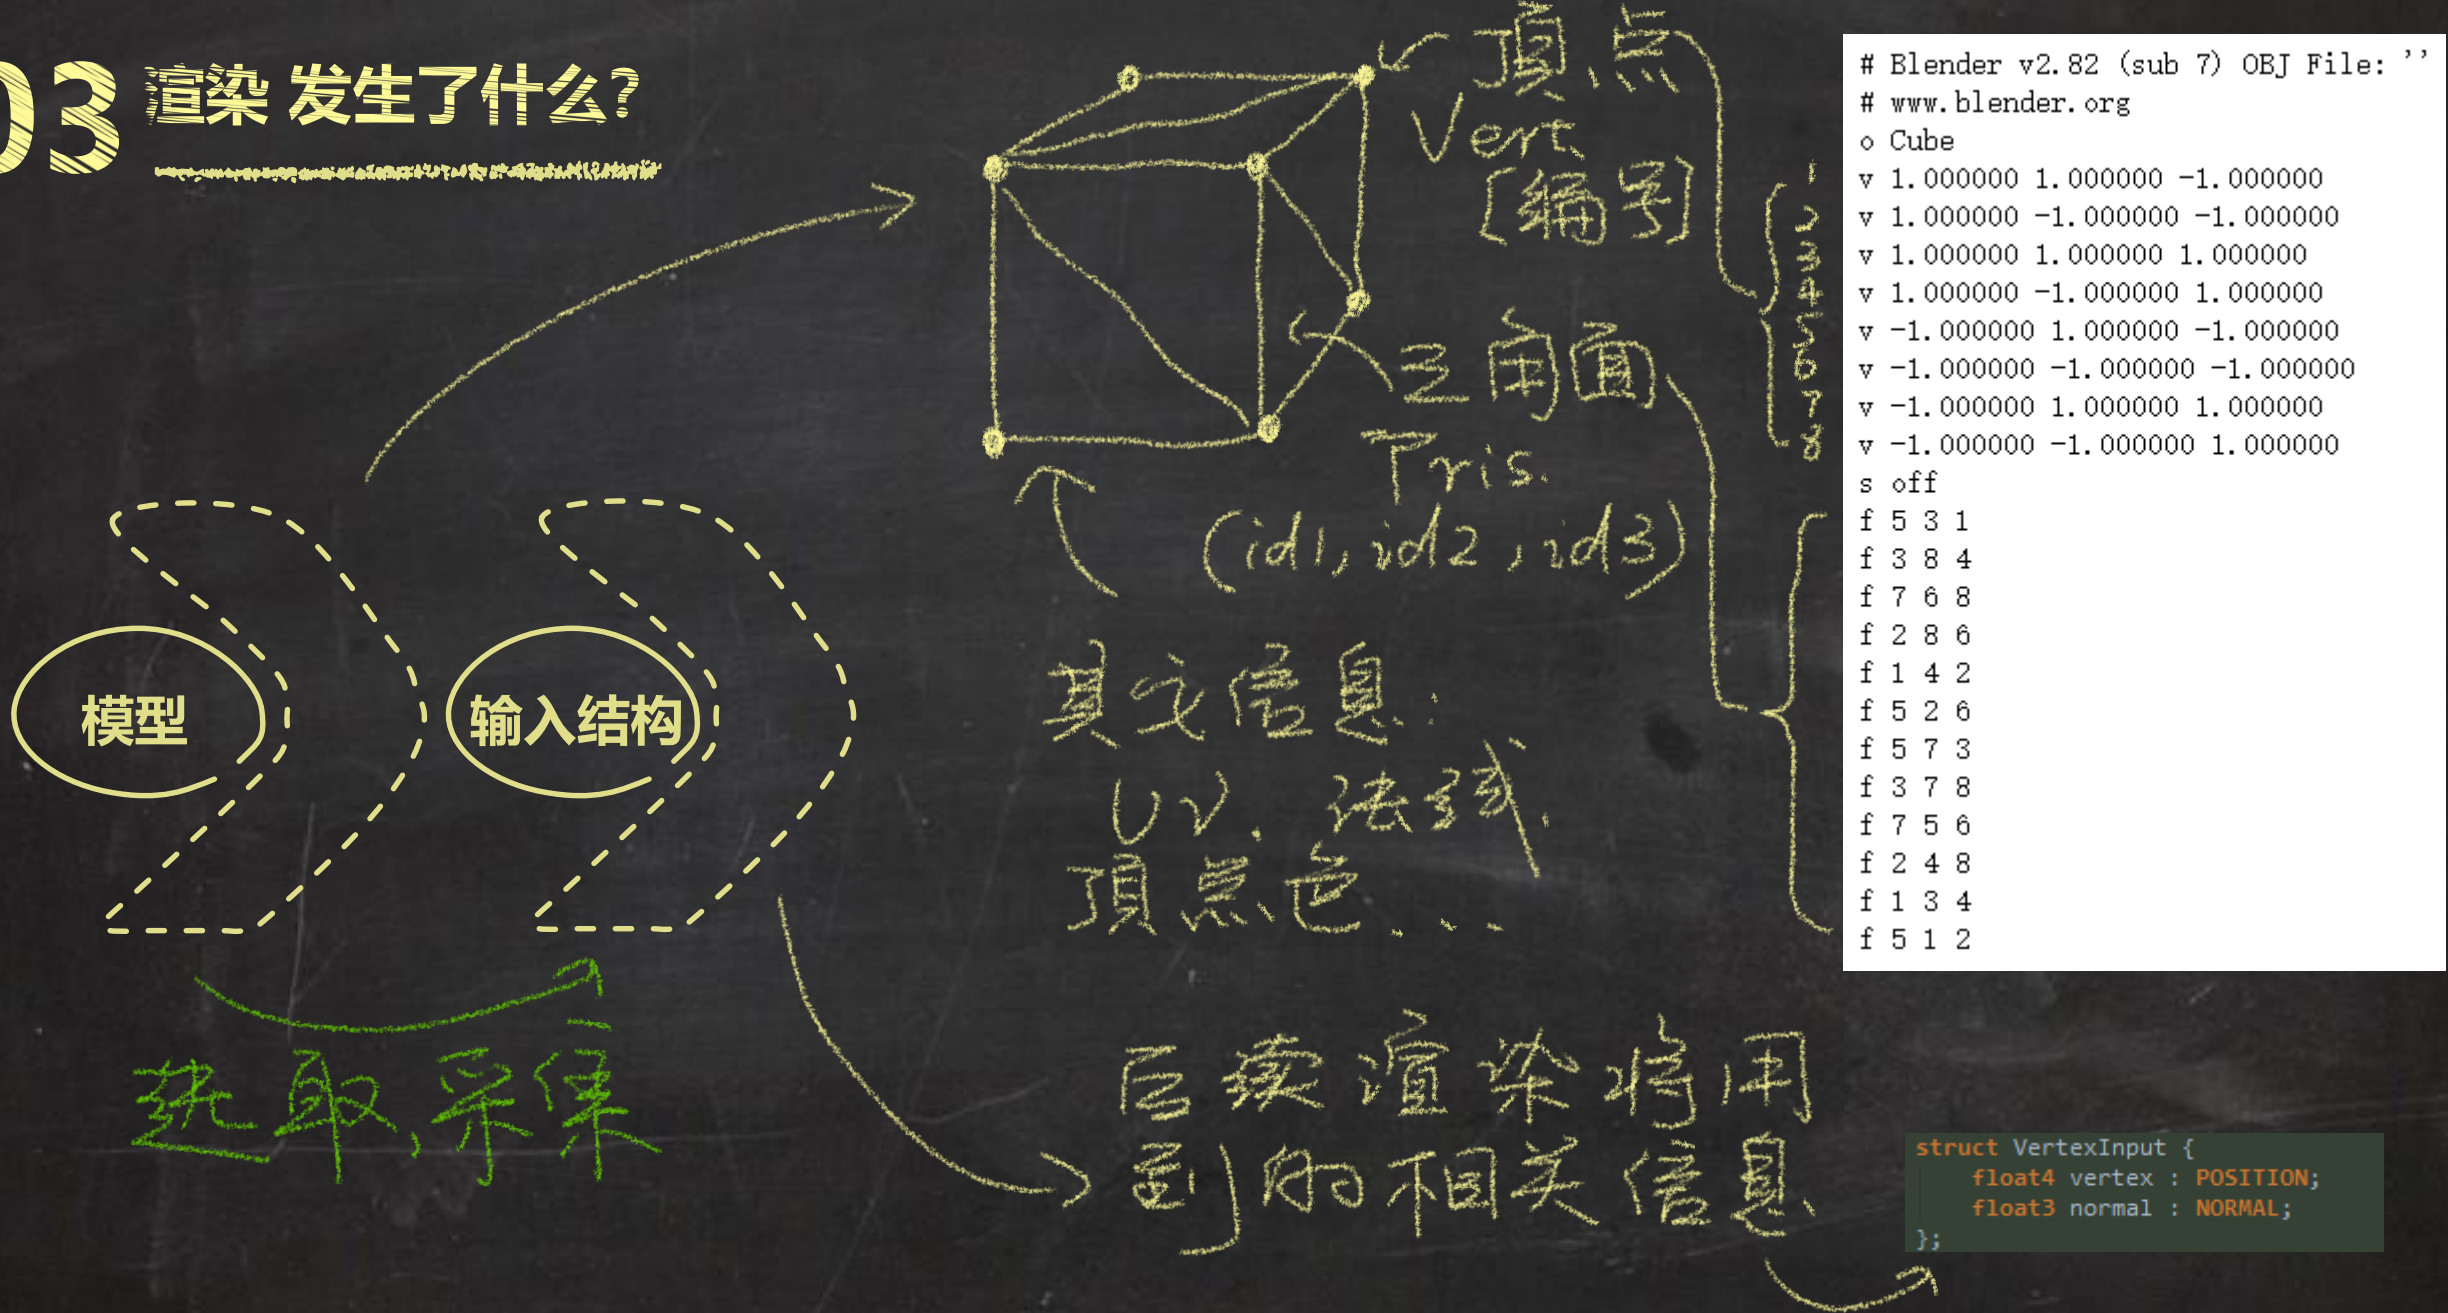 03 渲染 发生了什么?
頂点
Vert
[编号]
三角面
Tris.
(id1, id2, id3)
其它信息:
UV、法线、
頂点色...
模型
输入结构
选取、采集
后续渲染将用
到的相关信息
1
2
3
4
5
6
7
8
# Blender v2.82 (sub 7) OBJ File: ''
# www.blender.org
o Cube
v 1.000000 1.000000 -1.000000
v 1.000000 -1.000000 -1.000000
v 1.000000 1.000000 1.000000
v 1.000000 -1.000000 1.000000
v -1.000000 1.000000 -1.000000
v -1.000000 -1.000000 -1.000000
v -1.000000 1.000000 1.000000
v -1.000000 -1.000000 1.000000
s off
f 5 3 1
f 3 8 4
f 7 6 8
f 2 8 6
f 1 4 2
f 5 2 6
f 5 7 3
f 3 7 8
f 7 5 6
f 2 4 8
f 1 3 4
f 5 1 2
struct VertexInput {
float4 vertex : POSITION;
float3 normal : NORMAL;
};